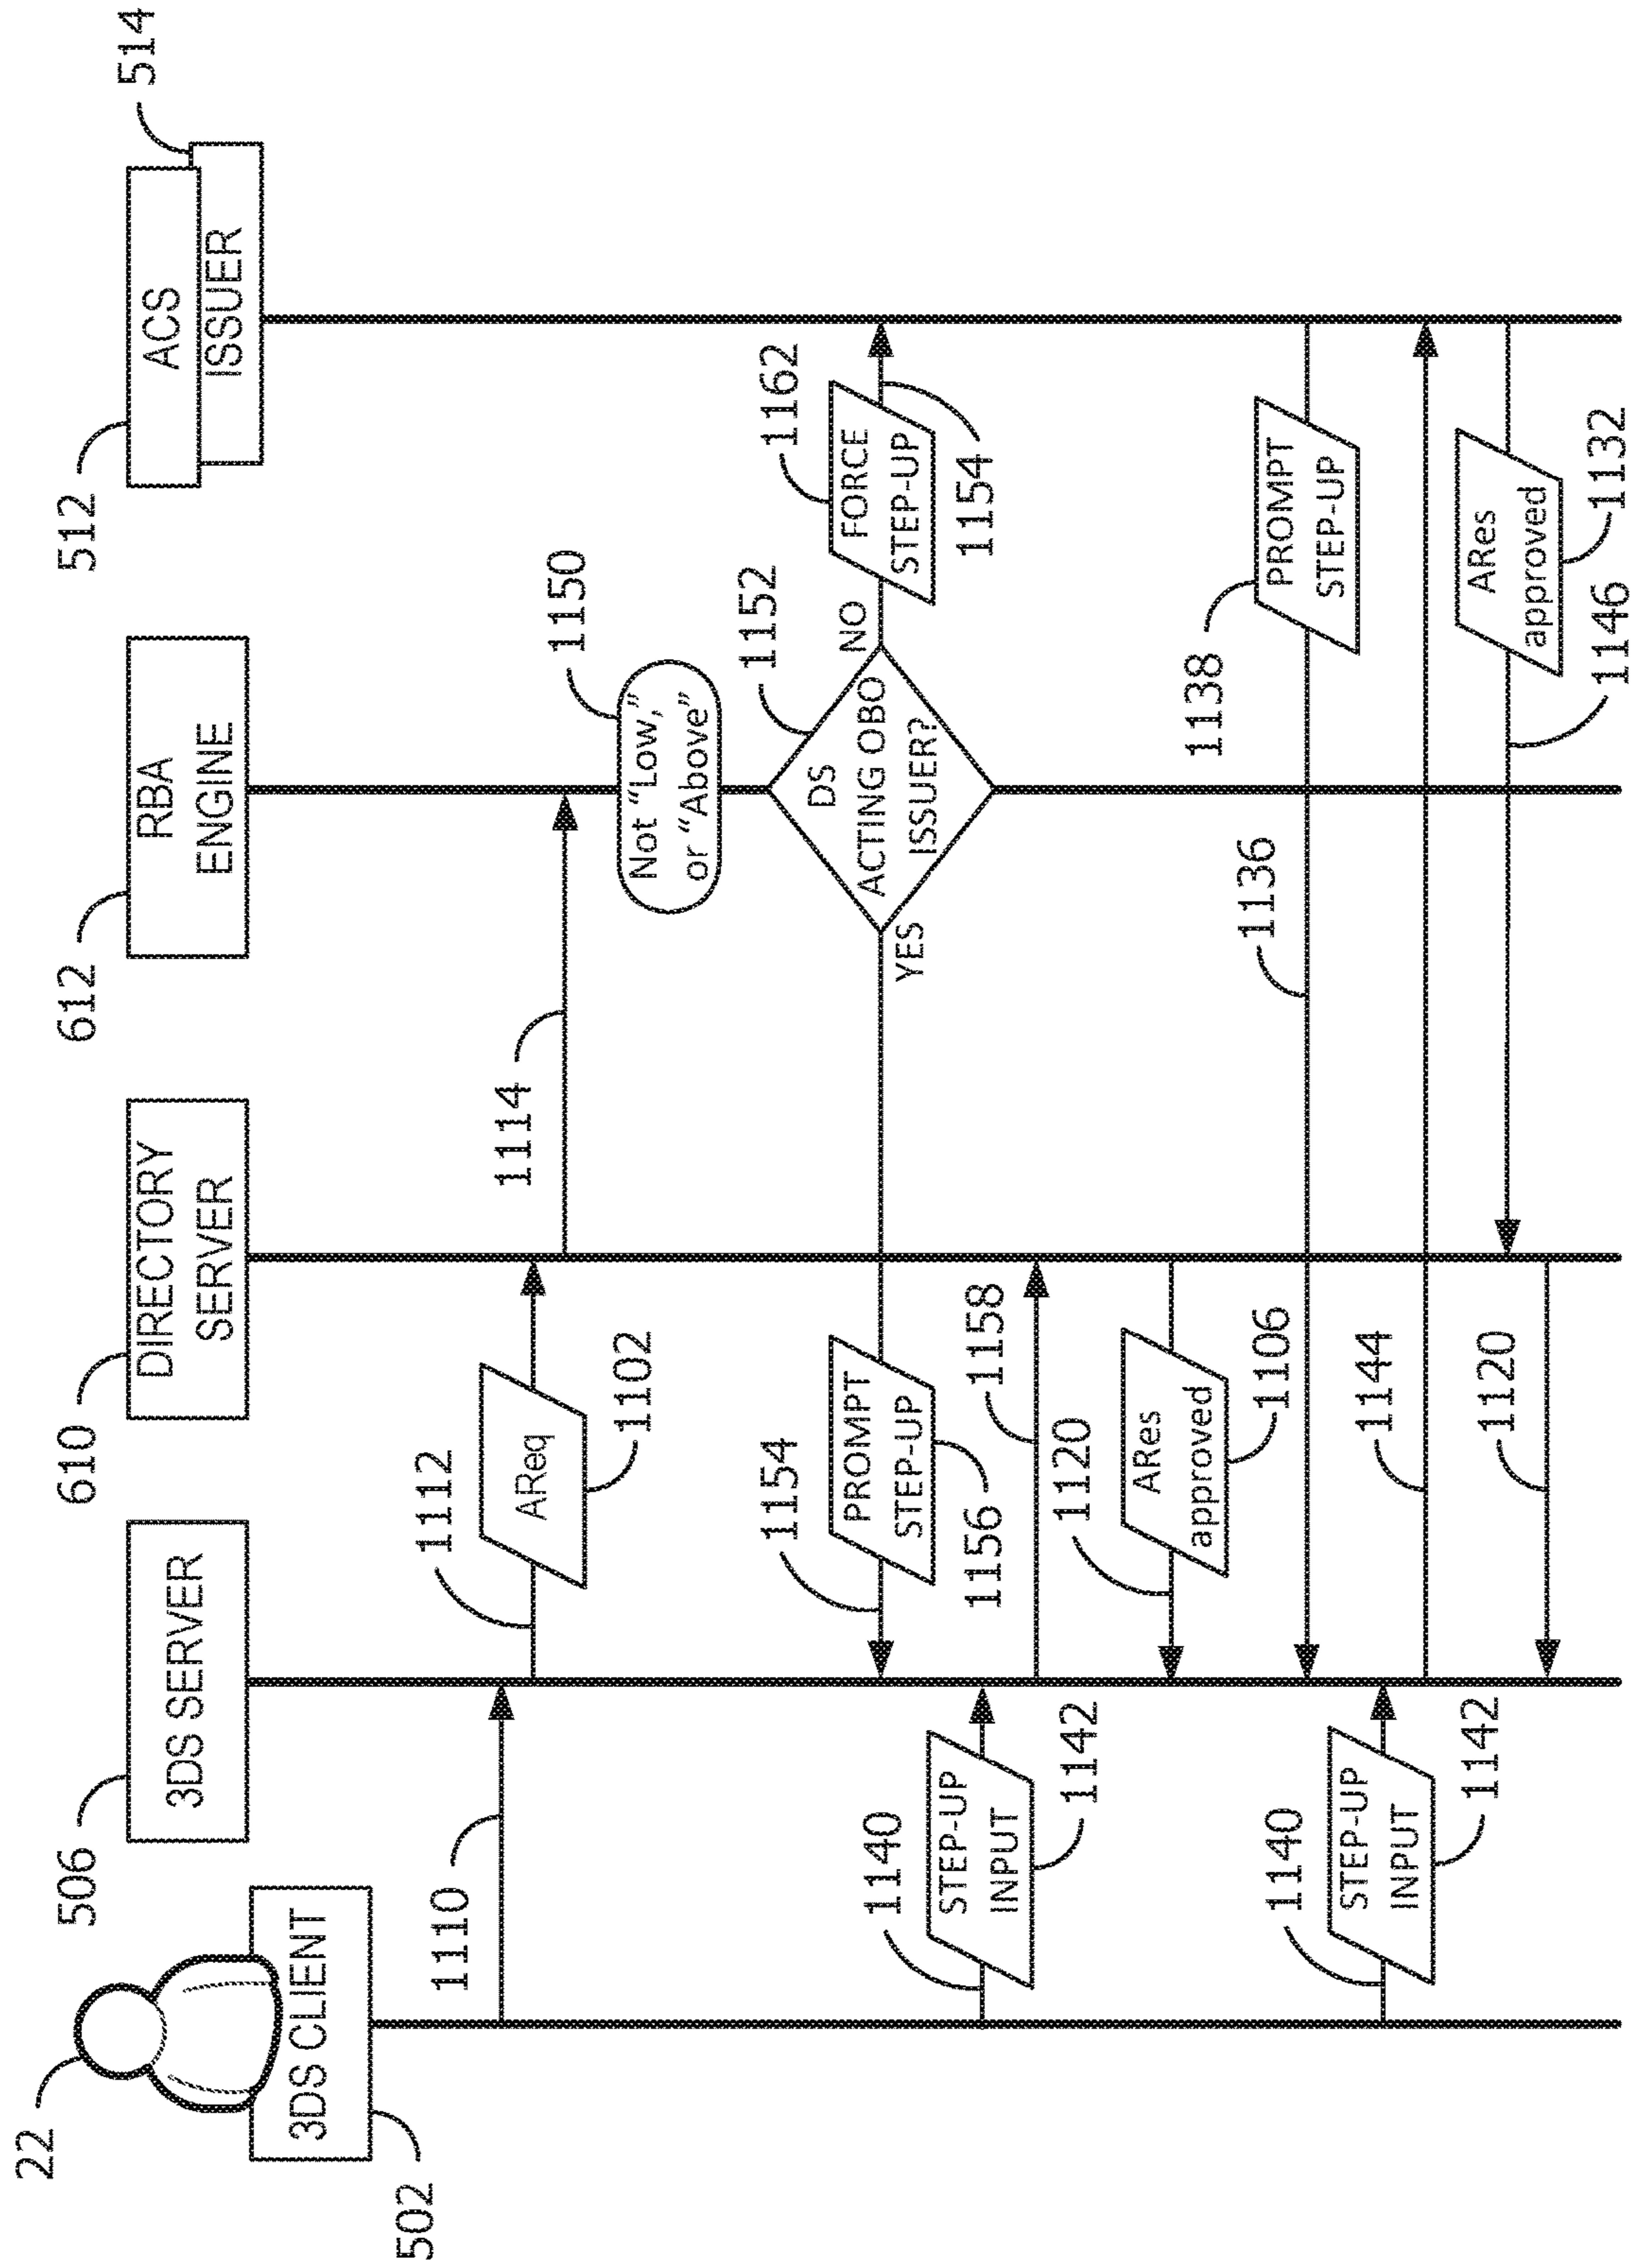 22
3DS CLIENT
502
506
3DS SERVER
610
DIRECTORY
SERVER
612
RBA
ENGINE
512
ACS
ISSUER
514
1110
1112
AReq
1102
1114
1150
Not “Low,”
or “Above”
1152
DS
ACTING OBO
ISSUER?
YES
NO
FORCE
STEP-UP
1162
1154
1154
PROMPT
STEP-UP
1156
1140
STEP-UP
INPUT
1142
1158
1120
ARes
approved
1106
1136
1138
PROMPT
STEP-UP
1140
STEP-UP
INPUT
1142
1144
ARes
approved
1132
1146
1120